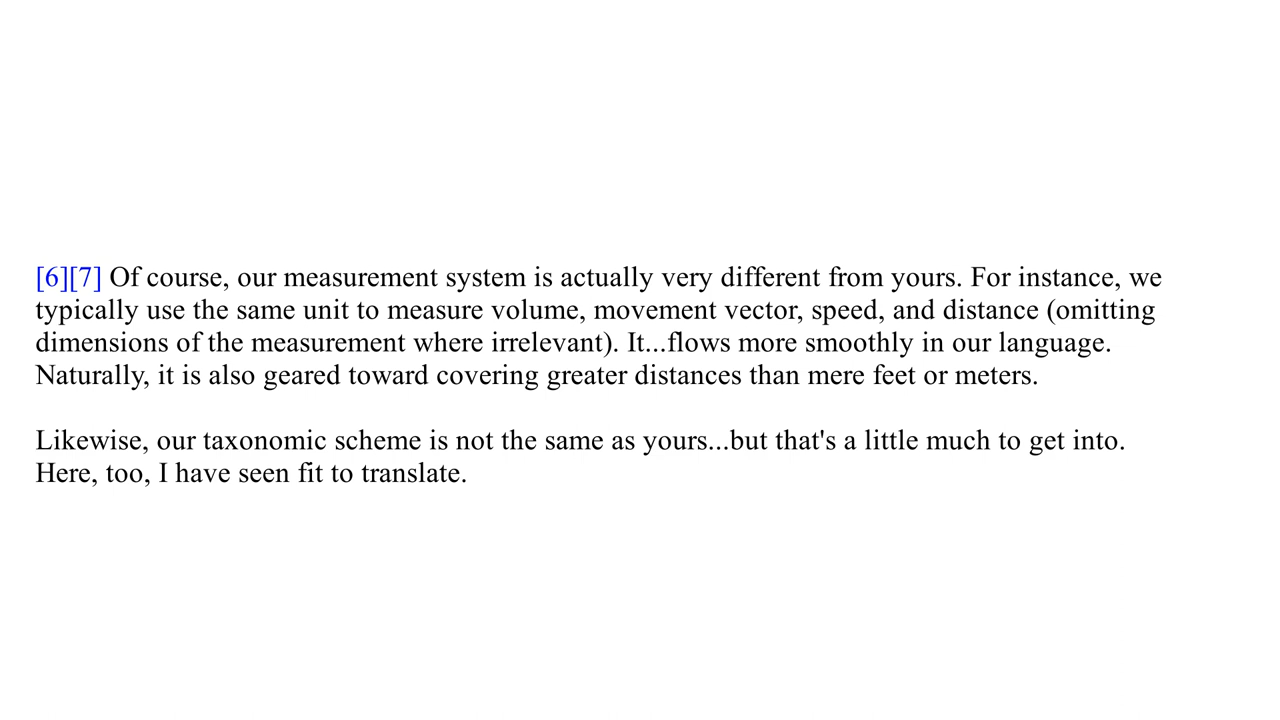 [6][7] Of course, our measurement system is actually very different from yours. For instance, we
typically use the same unit to measure volume, movement vector, speed, and distance (omitting
dimensions of the measurement where irrelevant). It...flows more smoothly in our language.
Naturally, it is also geared toward covering greater distances than mere feet or meters.
Likewise, our taxonomic scheme is not the same as yours...but that's a little much to get into.
Here, too, I have seen fit to translate.